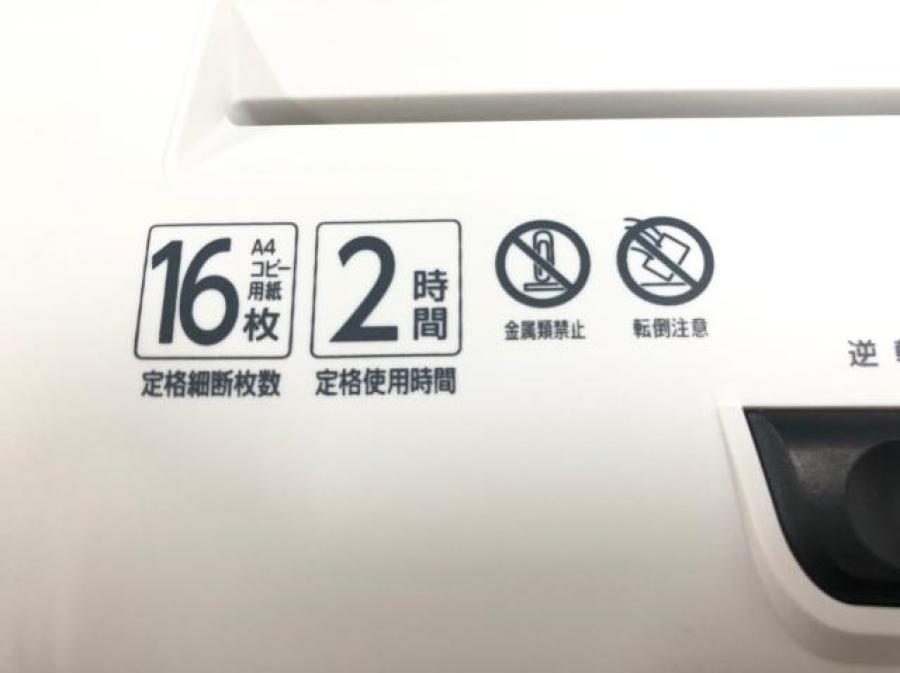 16
A4
コピー
用紙
枚
定格細断枚数
2
時
間
定格使用時間
金属類禁止
転倒注意
逆